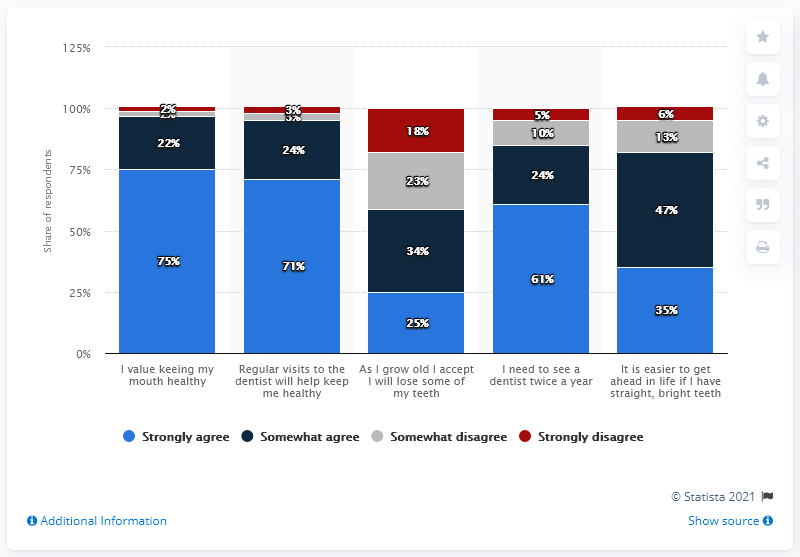 125%
100%
75%
50%
25%
0%
Share of respondents
2%
2%
22%
75%
3%
3%
24%
71%
18%
23%
34%
25%
5%
10%
24%
61%
6%
13%
47%
35%
I value keeing my
mouth healthy
Regular visits to the
dentist will help keep
me healthy
As I grow old I accept
I will lose some of
my teeth
I need to see a
dentist twice a year
It is easier to get
ahead in life if I have
straight, bright teeth
Strongly agree Somewhat agree Somewhat disagree Strongly disagree
© Statista 2021
Additional Information
Show source